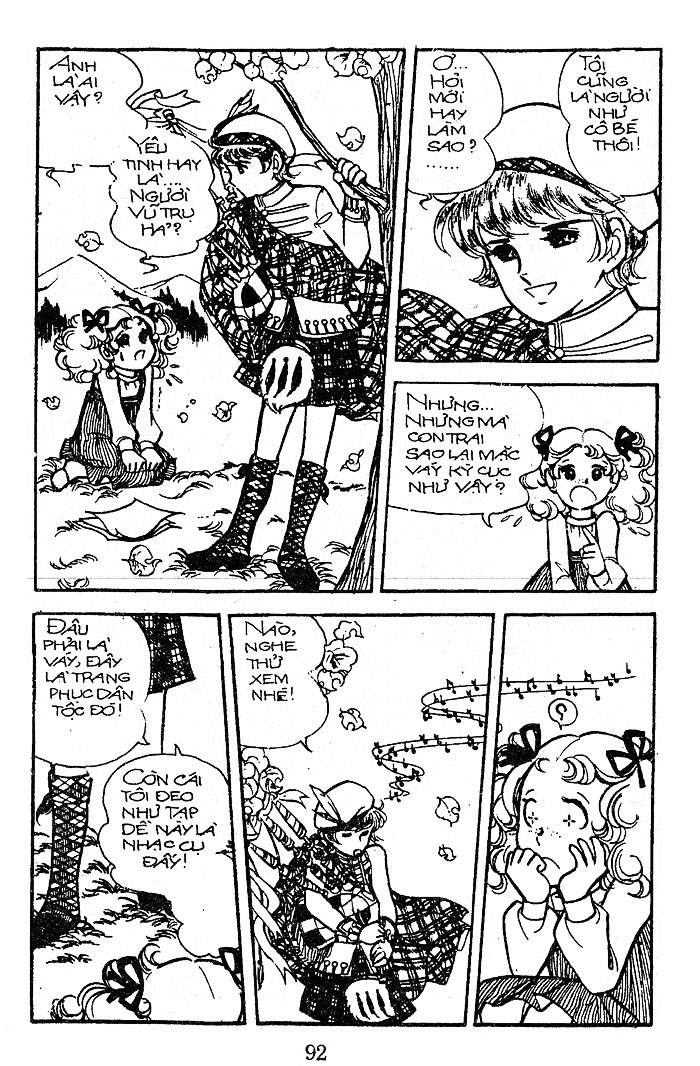 ANH
LÀ AI
VẬY?
YÊU
TINH HAY
LÀ....
NGƯỜI
VŨ TRỤ
HẢ??
Ơ...
HỎI
MỚI
HAY
LÀM
SAO?
......
TÔI
CŨNG
LÀ NGƯỜI
NHƯ
CÔ BÉ
THÔI!
NHƯNG...
NHƯNG MÀ
CON TRAI
SAO LẠI MẶC
VÁY KỲ CỤC
NHƯ VẬY?
ĐÂU
PHẢI LÀ
VÁY, ĐÂY
LÀ TRANG
PHỤC DÂN
TỘC ĐÓ!
CÒN CÁI
TÔI ĐEO
NHƯ TẠP
DỀ NÀY LÀ
NHẠC CỤ
ĐẤY!
NÀO,
NGHE
THỬ
XEM
NHÉ!
?
92